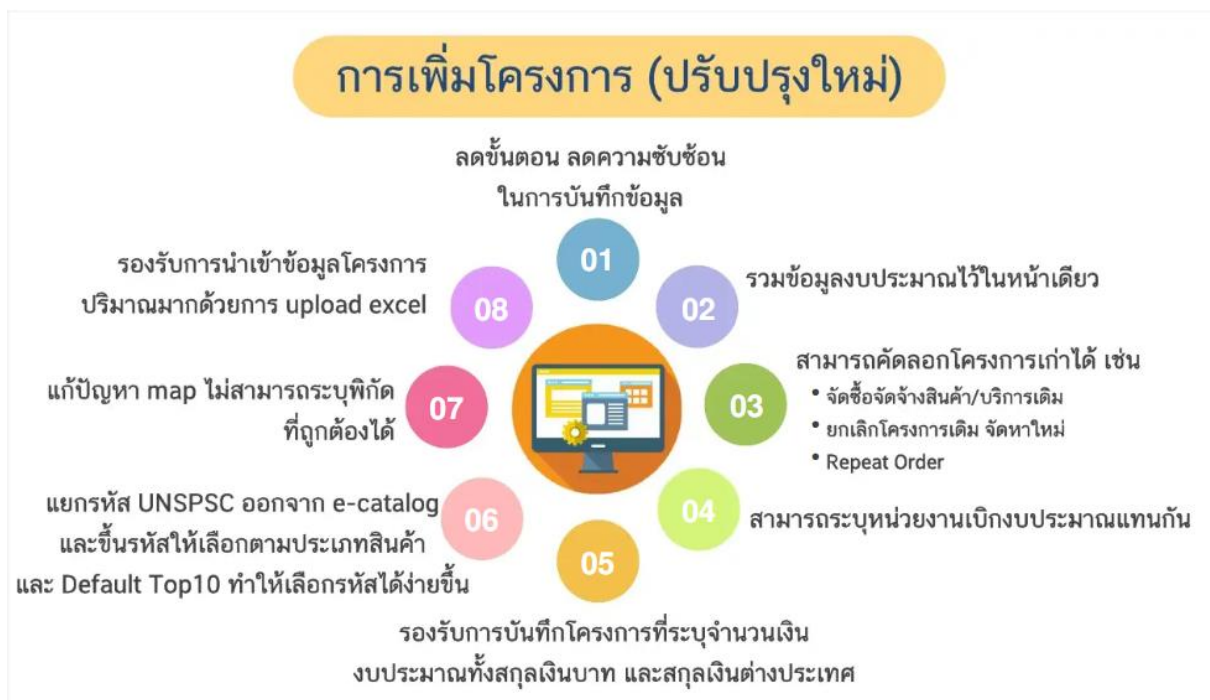 การเพิ่มโครงการ (ปรับปรุงใหม่)
ลดขั้นตอน ลดความซับซ้อน
ในการบันทึกข้อมูล
01
02
รวมข้อมูลงบประมาณไว้ในหน้าเดียว
03
สามารถคัดลอกโครงการเก่าได้ เช่น
• จัดซื้อจัดจ้างสินค้า/บริการเดิม
• ยกเลิกโครงการเดิม จัดหาใหม่
• Repeat Order
04
สามารถระบุหน่วยงานเบิกงบประมาณแทนกัน
05
รองรับการบันทึกโครงการที่ระบุจำนวนเงิน
งบประมาณทั้งสกุลเงินบาท และสกุลเงินต่างประเทศ
06
แยกรหัส UNSPSC ออกจาก e-catalog
และขึ้นรหัสให้เลือกตามประเภทสินค้า
และ Default Top10 ทำให้เลือกรหัสได้ง่ายขึ้น
07
แก้ปัญหา map ไม่สามารถระบุพิกัด
ที่ถูกต้องได้
08
รองรับการนำเข้าข้อมูลโครงการ
ปริมาณมากด้วยการ upload excel